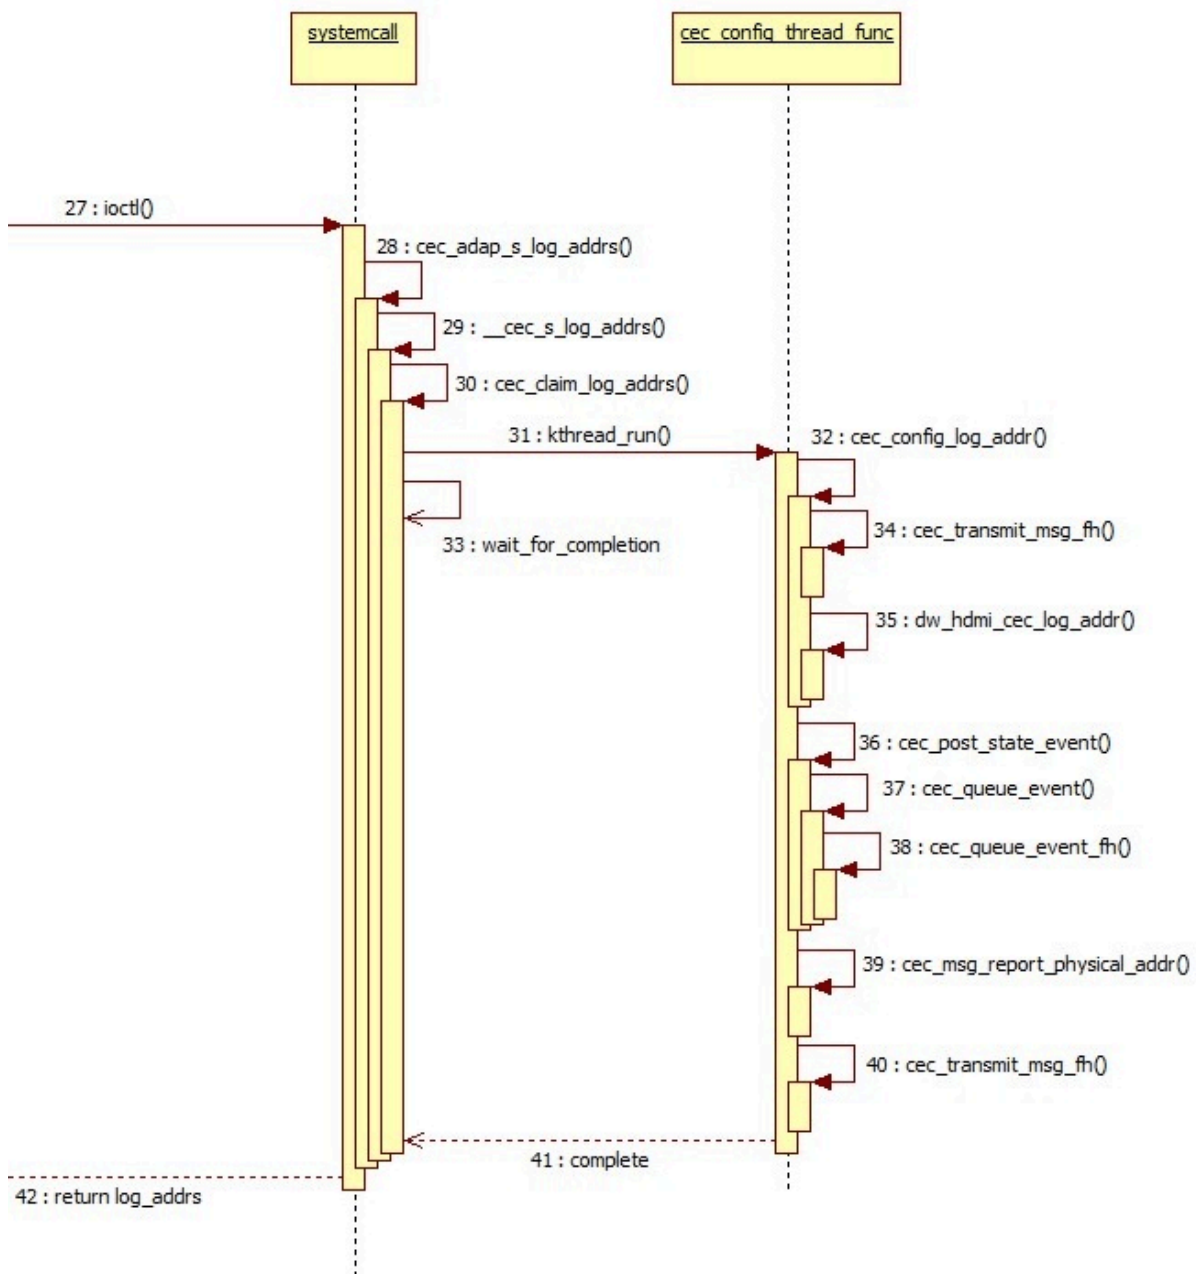 systemcall
cec_config_thread_func
27 : ioctl()
28 : cec_adap_s_log_addrs()
29 : __cec_s_log_addrs()
30 : cec_claim_log_addrs()
31 : kthread_run()
32 : cec_config_log_addr()
33 : wait_for_completion
34 : cec_transmit_msg_fh()
35 : dw_hdmi_cec_log_addr()
36 : cec_post_state_event()
37 : cec_queue_event()
38 : cec_queue_event_fh()
39 : cec_msg_report_physical_addr()
40 : cec_transmit_msg_fh()
41 : complete
42 : return log_addrs